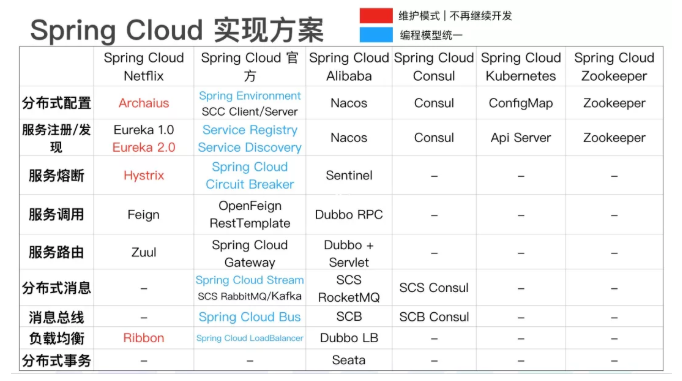 Spring Cloud 实现方案
维护模式 | 不再继续开发
编程模型统一
Spring Cloud Netflix Spring Cloud 官方 Spring Cloud Alibaba Spring Cloud Consul Spring Cloud Kubernetes Spring Cloud Zookeeper
分布式配置 Archaius Spring Environment SCC Client/Server Nacos Consul ConfigMap Zookeeper
服务注册/发现 Eureka 1.0 Eureka 2.0 Service Registry Service Discovery Nacos Consul Api Server Zookeeper
服务熔断 Hystrix Spring Cloud Circuit Breaker Sentinel – – –
服务调用 Feign OpenFeign RestTemplate Dubbo RPC – – –
服务路由 Zuul Spring Cloud Gateway Dubbo + Servlet – – –
分布式消息 – Spring Cloud Stream SCS RabbitMQ/Kafka SCS RocketMQ SCS Consul – –
消息总线 – Spring Cloud Bus SCB SCB Consul – –
负载均衡 Ribbon Spring Cloud LoadBalancer Dubbo LB – – –
分布式事务 – – Seata – – –